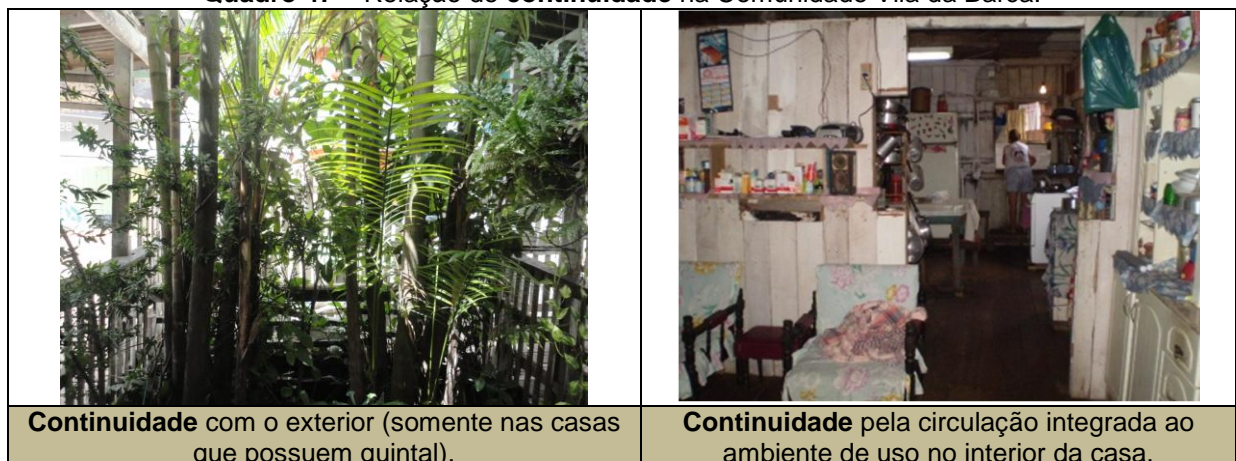 Relação de continuidade na Comunidade Vila da Barca.
Continuidade com o exterior (somente nas casas
que possuem quintal).
Continuidade pela circulação integrada ao
ambiente de uso no interior da casa.